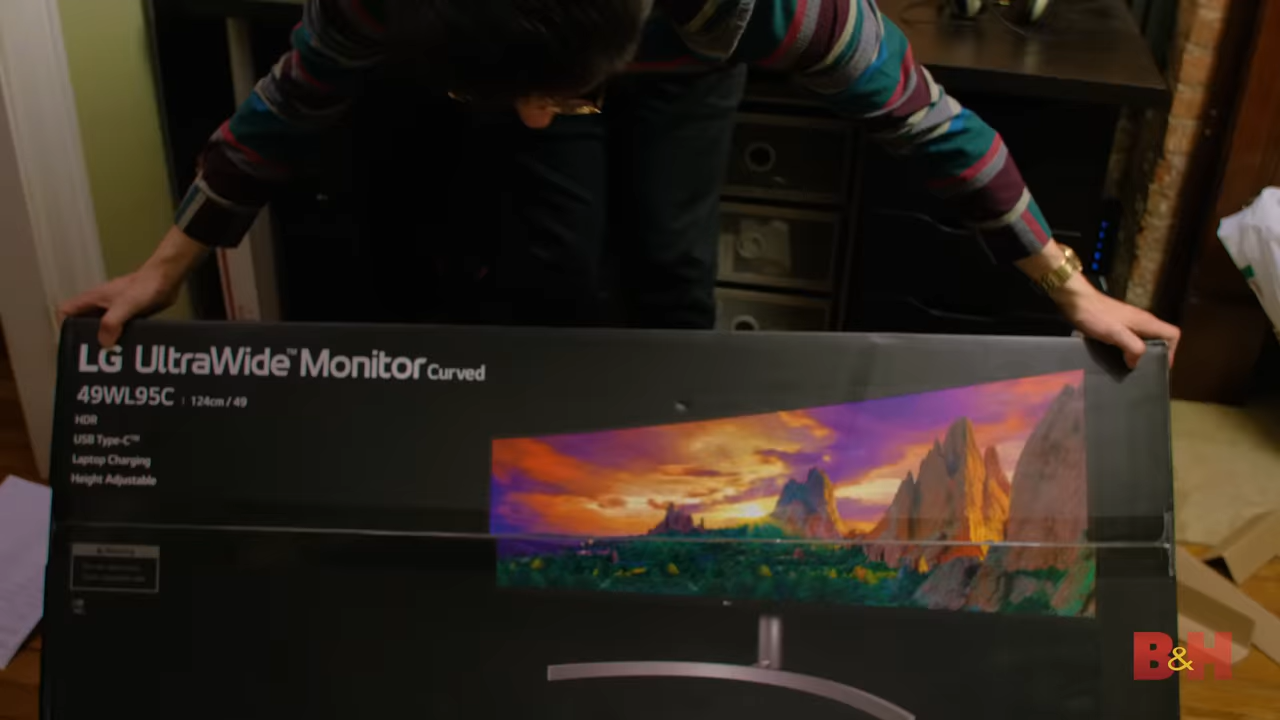 LG UltraWide™ Monitor Curved
49WL95C | 124cm / 49
HDR
USB Type-C™
Laptop Charging
Height Adjustable
B&H